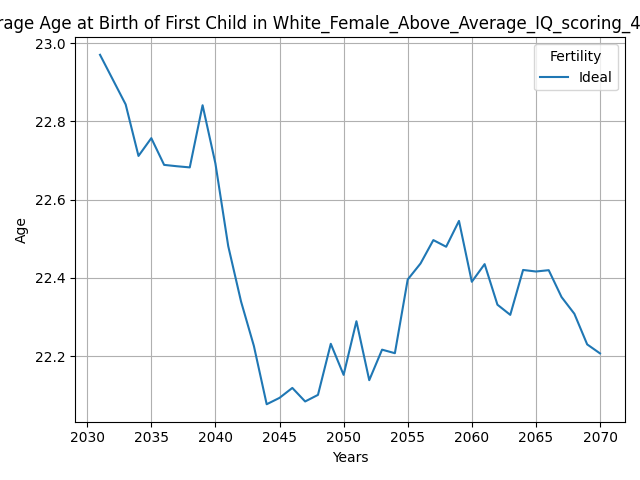 rage Age at Birth of First Child in White_Female_Above_Average_IQ_scoring_4
Fertility
Ideal
23.0
22.8
22.6
22.4
22.2
Age
2030 2035 2040 2045 2050 2055 2060 2065 2070
Years